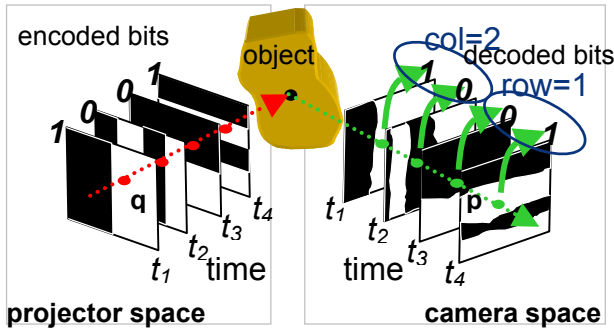 encoded bits
object
1
0
0
1
q
t1
t2
t3
t4
time
projector space
col=2
decoded bits
row=1
1
0
0
1
p
t1
t2
t3
t4
time
camera space